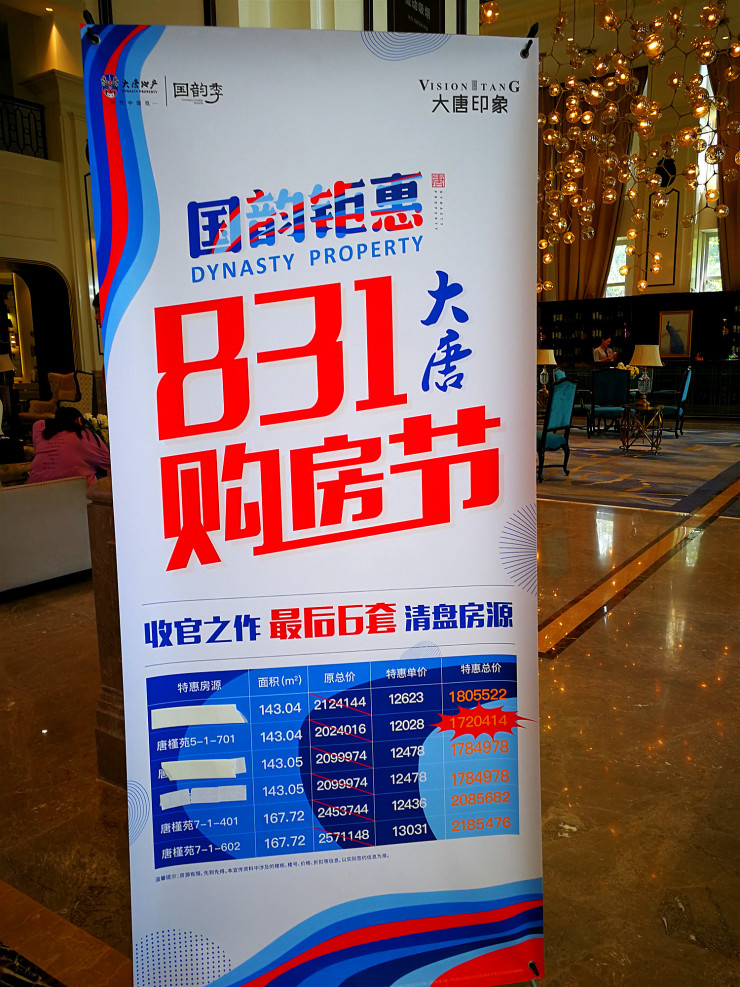 大唐地产
DYNASTY PROPERTY
国韵季
VISION TANG
大唐印象
国韵钜惠
DYNASTY PROPERTY
大唐
831
购房节
收官之作 最后6套 清盘房源
特惠房源 面积(m²) 原总价 特惠单价 特惠总价
143.04 2124144 12623 1805522
唐槿苑5-1-701 143.04 2024016 12028 1720414
143.05 2099974 12478 1784978
143.05 2099974 12478 1784978
唐槿苑7-1-401 167.72 2453744 12436 2085682
唐槿苑7-1-602 167.72 2571148 13031 2185476